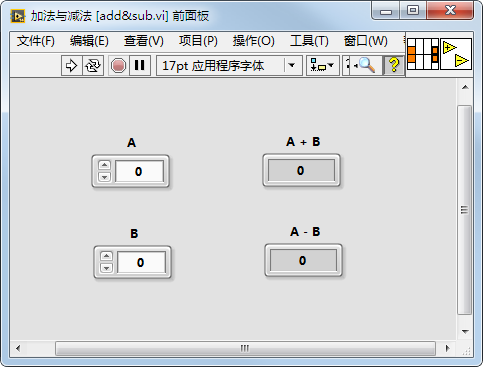 加法与减法 [add&sub.vi] 前面板
文件(F) 编辑(E) 查看(V) 项目(P) 操作(O) 工具(T) 窗口(W)
17pt 应用程序字体
A
A + B
0
0
B
A - B
0
0